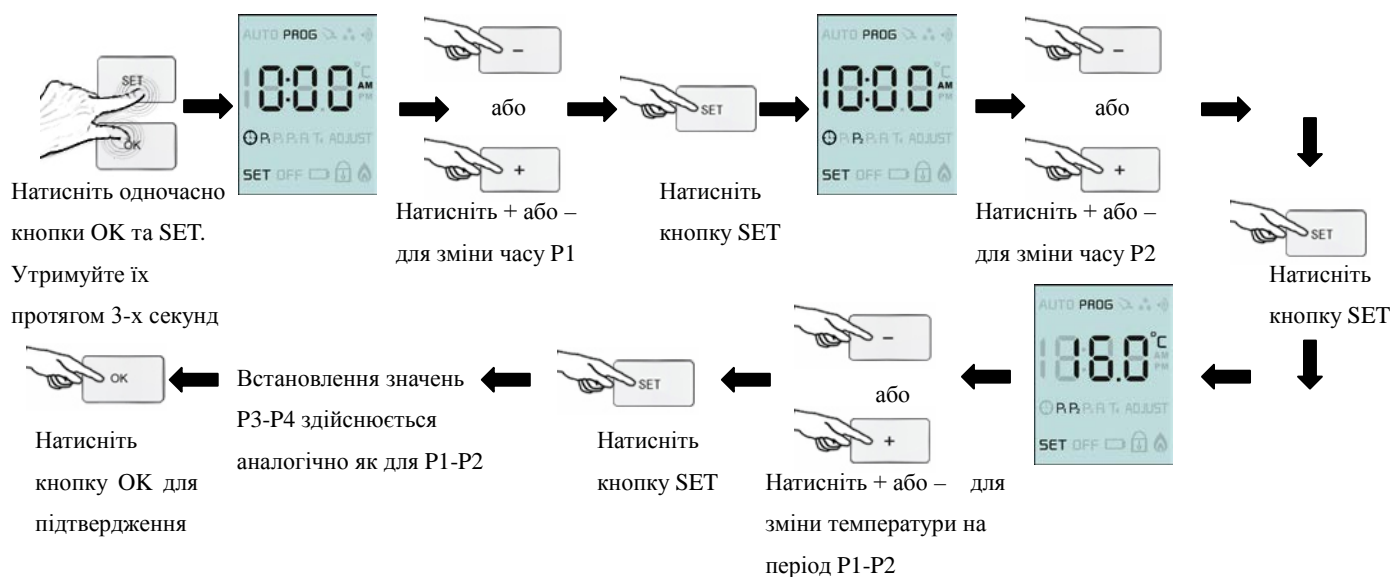 SET
OK
Натисніть одночасно
кнопки OK та SET.
Утримуйте їх
протягом 3-х секунд
AUTO PROG
10:00 °C AM PM
SET OFF
–
або
+
Натисніть + або –
для зміни часу P1
SET
Натисніть
кнопку SET
AUTO PROG
10:00 °C AM PM
ADJUST
SET OFF
–
або
+
Натисніть + або –
для зміни часу P2
SET
Натисніть
кнопку SET
AUTO PROG
16.0 °C AM PM
ADJUST
SET OFF
–
або
+
Натисніть + або – для
зміни температури на
період P1-P2
SET
Натисніть
кнопку SET
Встановлення значень
P3-P4 здійснюється
аналогічно як для P1-P2
OK
Натисніть
кнопку OK для
підтвердження